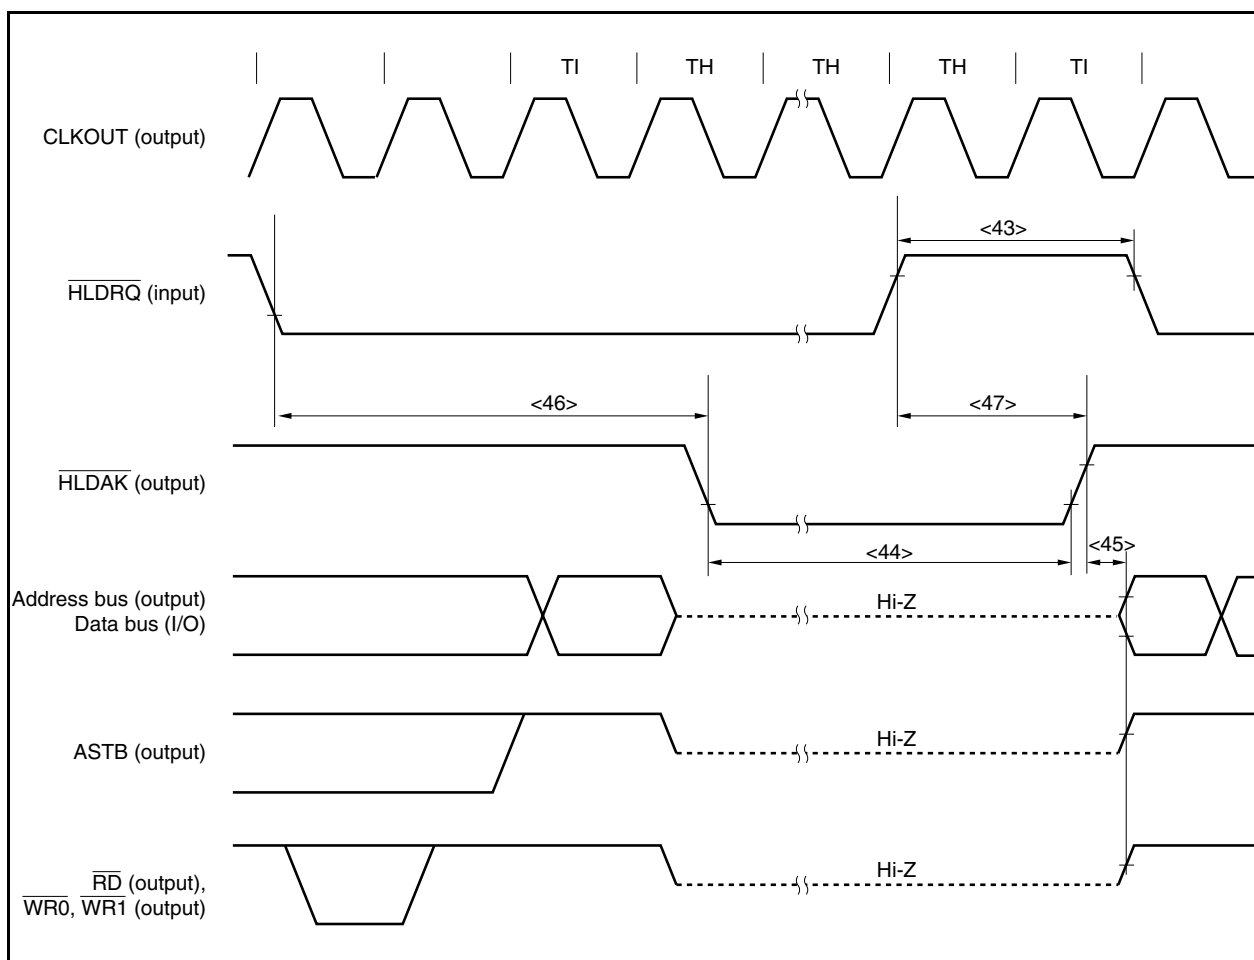 TI TH TH TH TI
CLKOUT (output)
<43>
HLDRQ (input)
<46> <47>
HLDAK (output)
<44> <45>
Address bus (output)
Data bus (I/O)
Hi-Z
ASTB (output)
Hi-Z
RD (output),
WR0, WR1 (output)
Hi-Z